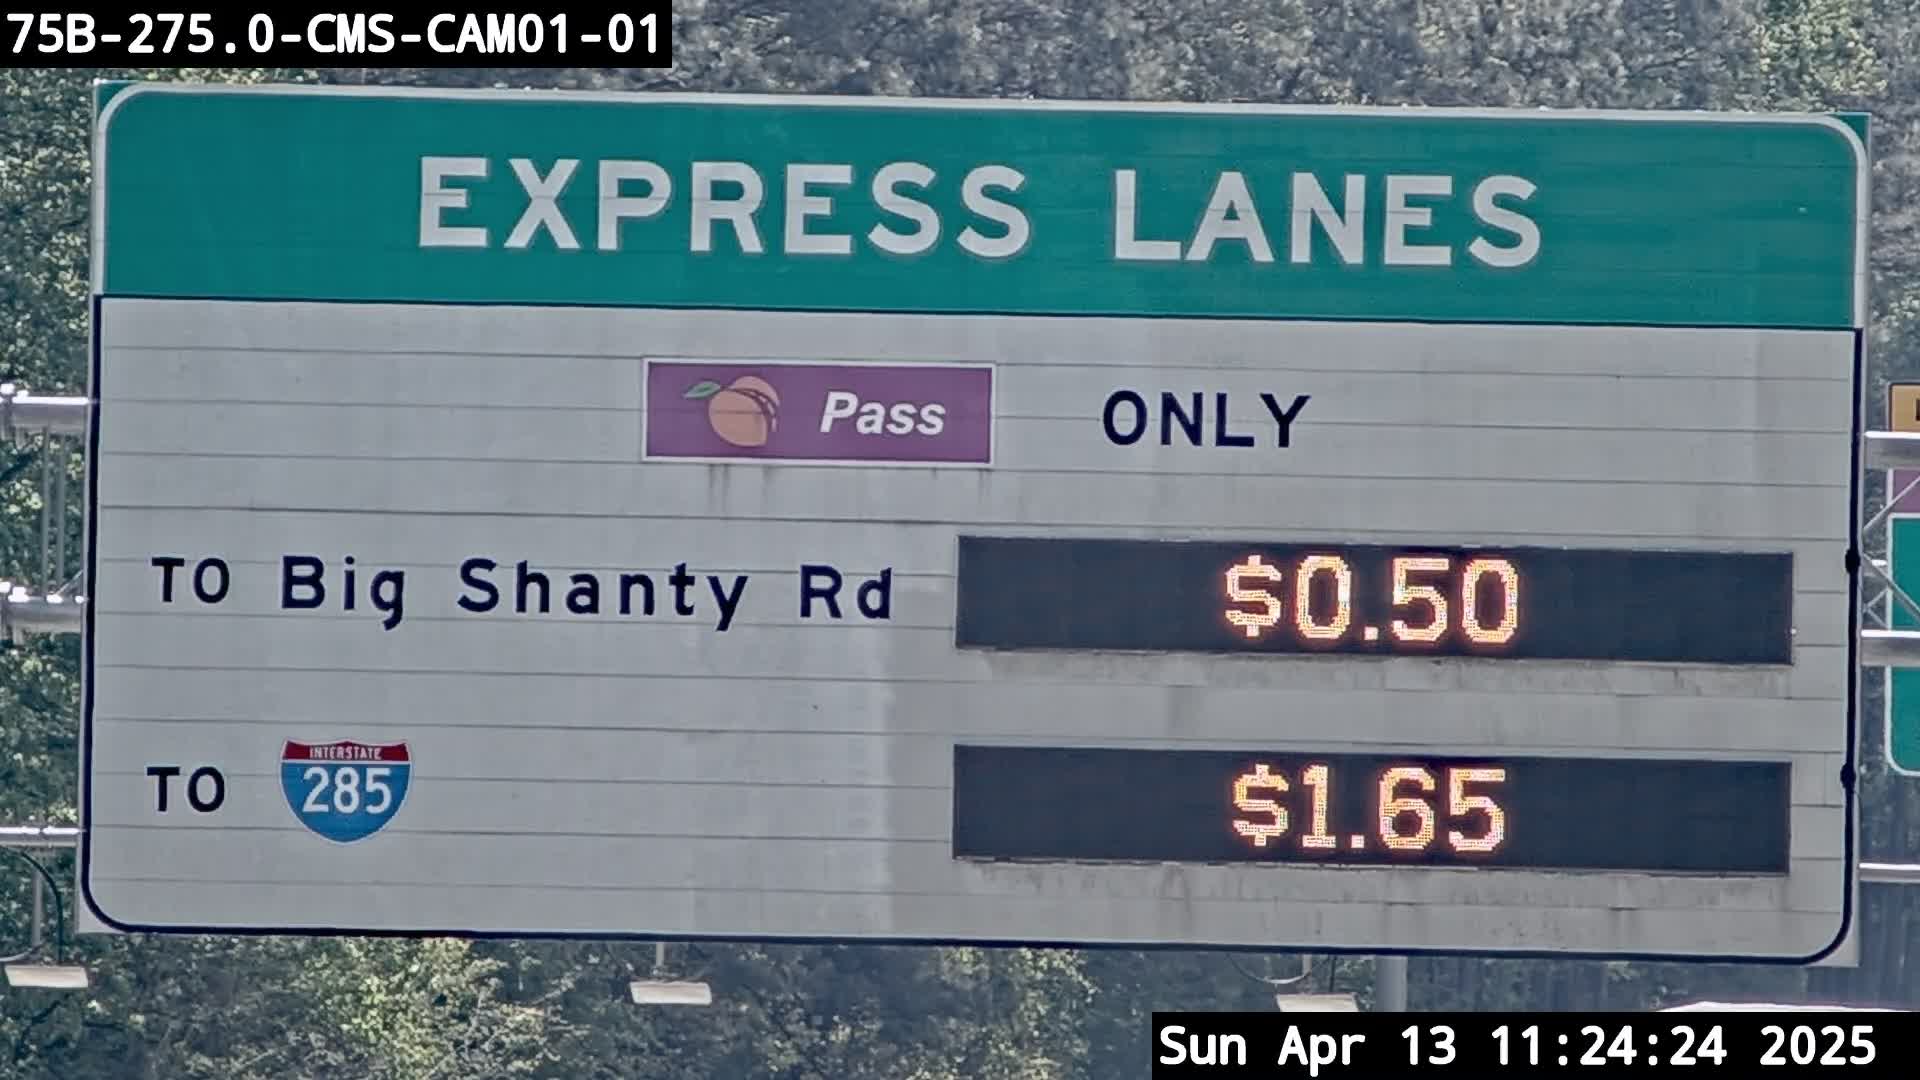 75B-275.0-CMS-CAM01-01
EXPRESS LANES
Pass ONLY
TO Big Shanty Rd $0.50
TO INTERSTATE 285 $1.65
Sun Apr 13 11:24:24 2025